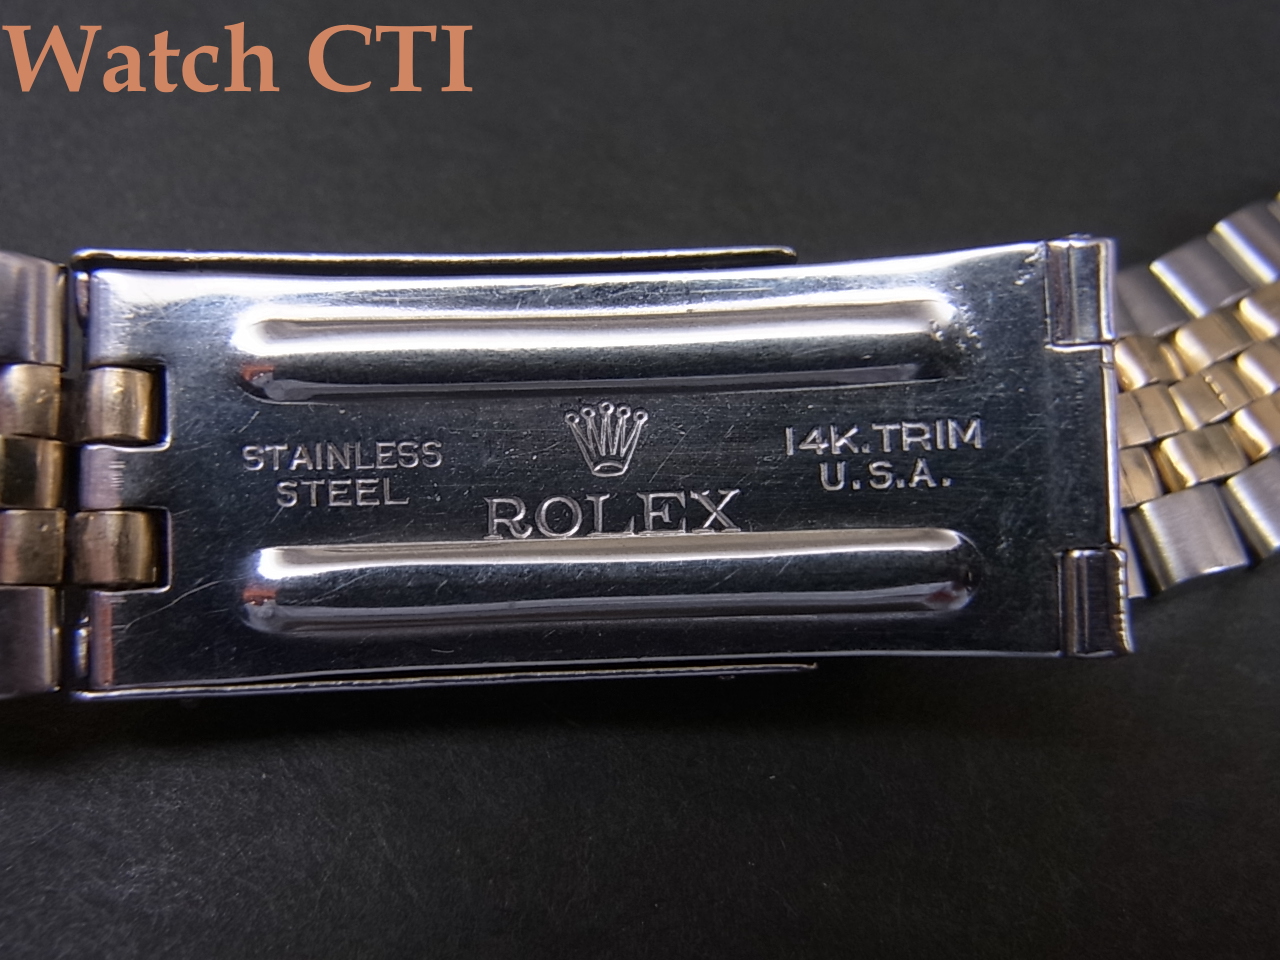 Watch CTI
STAINLESS
STEEL
ROLEX
14K.TRIM
U.S.A.